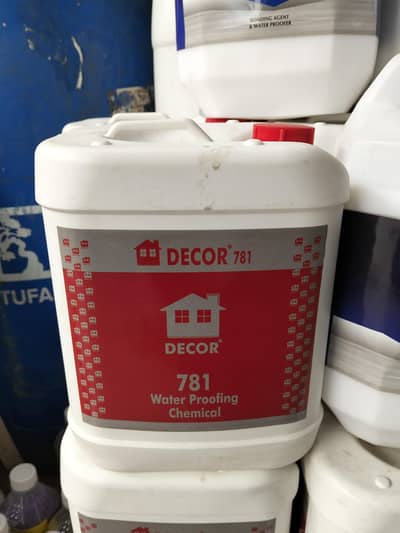 BONDING AGENT
& WATER PROOFER
DECOR® 781
DECOR®
781
Water Proofing
Chemical
TUFA